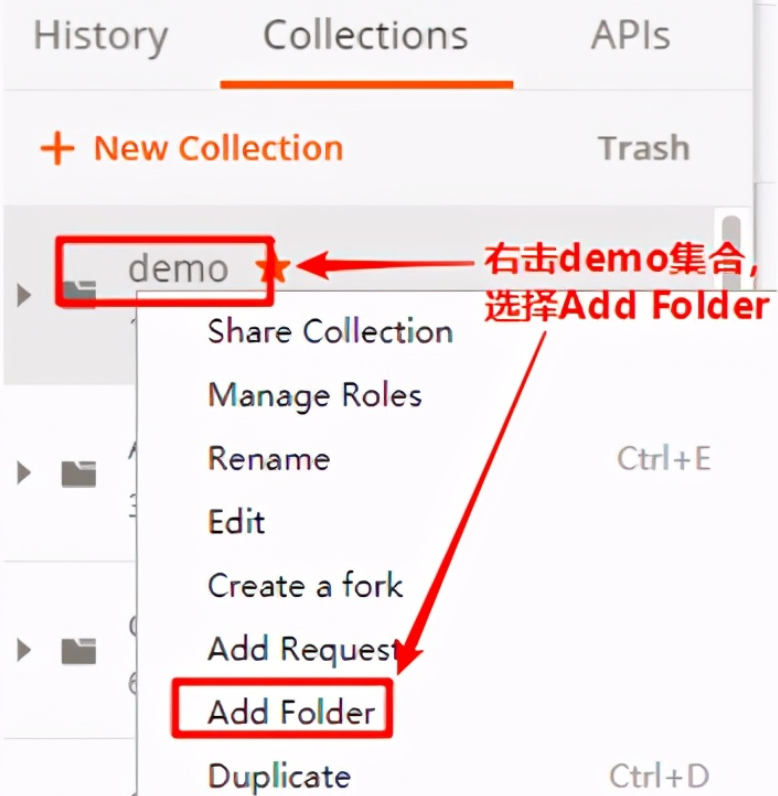 History Collections APIs
+ New Collection Trash
demo
右击demo集合，
选择Add Folder
Share Collection
Manage Roles
Rename Ctrl+E
Edit
Create a fork
Add Request
Add Folder
Duplicate Ctrl+D